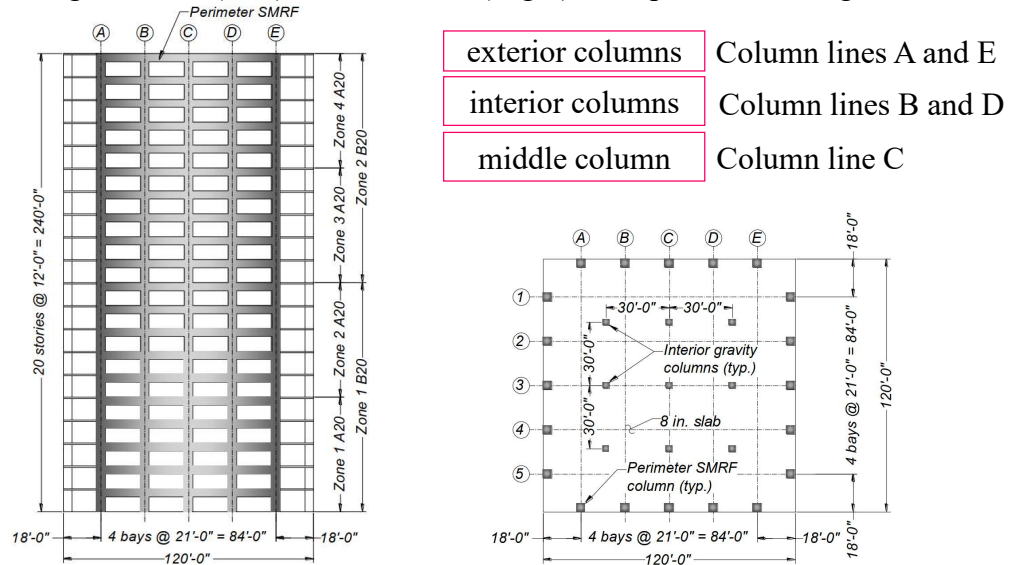 Perimeter SMRF
A B C D E
20 stories @ 12'-0" = 240'-0"
Zone 4 A20
Zone 3 A20
Zone 2 A20
Zone 1 A20
Zone 2 B20
Zone 1 B20
18'-0"
4 bays @ 21'-0" = 84'-0"
18'-0"
120'-0"
exterior columns Column lines A and E
interior columns Column lines B and D
middle column Column line C
A B C D E
18'-0"
1
2
3
4
5
30'-0" 30'-0"
30'-0"
30'-0"
Interior gravity
columns (typ.)
8 in. slab
Perimeter SMRF
column (typ.)
4 bays @ 21'-0" = 84'-0"
120'-0"
18'-0"
18'-0"
4 bays @ 21'-0" = 84'-0"
18'-0"
120'-0"